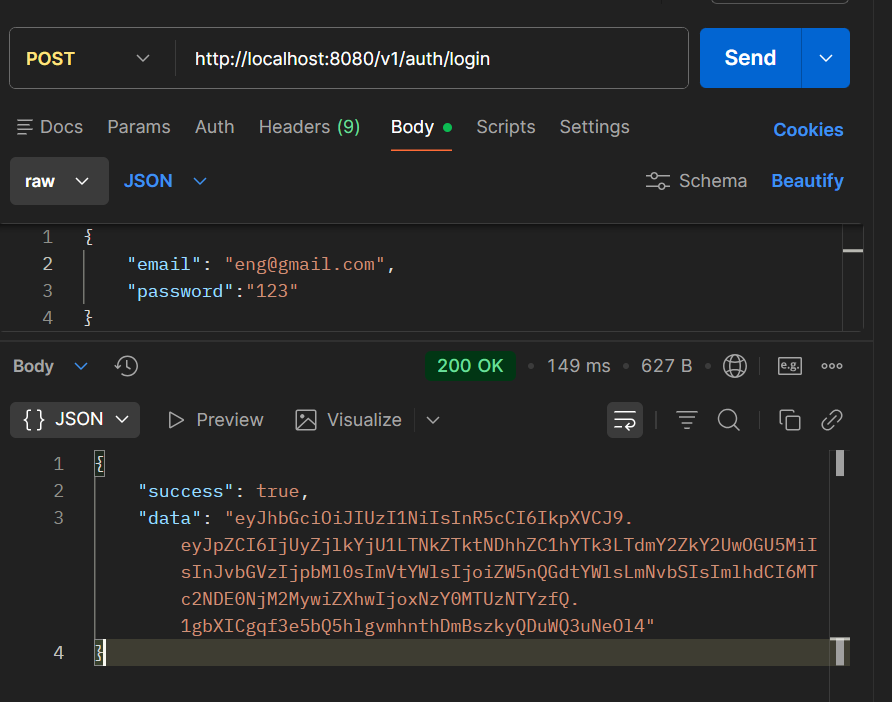 POST
http://localhost:8080/v1/auth/login
Send
Docs Params Auth Headers (9) Body Scripts Settings Cookies
raw JSON Schema Beautify
1 {
2 "email": "eng@gmail.com",
3 "password":"123"
4 }
Body 200 OK • 149 ms • 627 B e.g.
{} JSON Preview Visualize
1 {
2 "success": true,
3 "data": "eyJhbGciOiJIUzI1NiIsInR5cCI6IkpXVCJ9.
eyJpZCI6IjUyZjlkYjU1LTNkZTktNDhhZC1hYTk3LTdmY2ZkY2UwOGU5MiI
sInJvbGVzIjpbMl0sImVtYWlsIjoiZW5nQGdtYWlsLmNvbSIsImlhdCI6MT
c2NDE0NjM2MywiZXhwIjoxNzY0MTUzNTYzfQ.
1gbXICgqf3e5bQ5hlgvmhnthDmBszkyQDuWQ3uNeOl4"
4 }